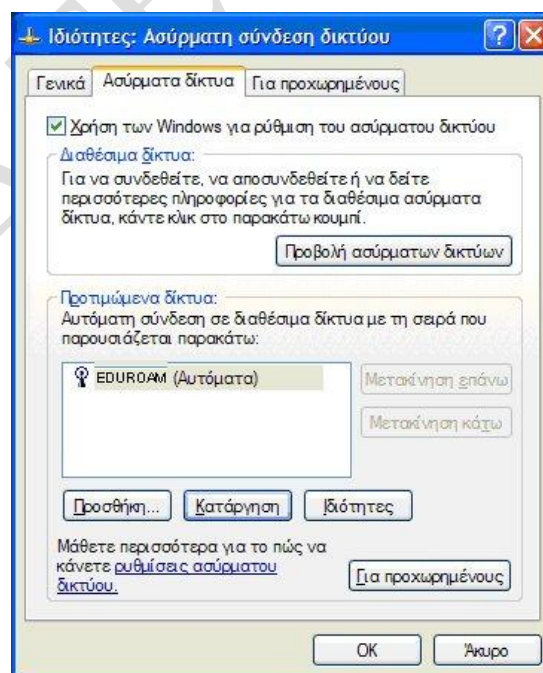 Ιδιότητες: Ασύρματη σύνδεση δικτύου
Γενικά Ασύρματα δίκτυα Για προχωρημένους
Χρήση των Windows για ρύθμιση του ασύρματου δικτύου
Διαθέσιμα δίκτυα:
Για να συνδεθείτε, να αποσυνδεθείτε ή να δείτε
περισσότερες πληροφορίες για τα διαθέσιμα ασύρματα
δίκτυα, κάντε κλικ στο παρακάτω κουμπί.
Προβολή ασύρματων δικτύων
Προτιμώμενα δίκτυα:
Αυτόματη σύνδεση σε διαθέσιμα δίκτυα με τη σειρά που
παρουσιάζεται παρακάτω:
EDUROAM (Αυτόματα)
Μετακίνηση επάνω
Μετακίνηση κάτω
Προσθήκη... Κατάργηση Ιδιότητες
Μάθετε περισσότερα για το πώς να
κάνετε ρυθμίσεις ασύρματου
δικτύου.
Για προχωρημένους
OK Άκυρο